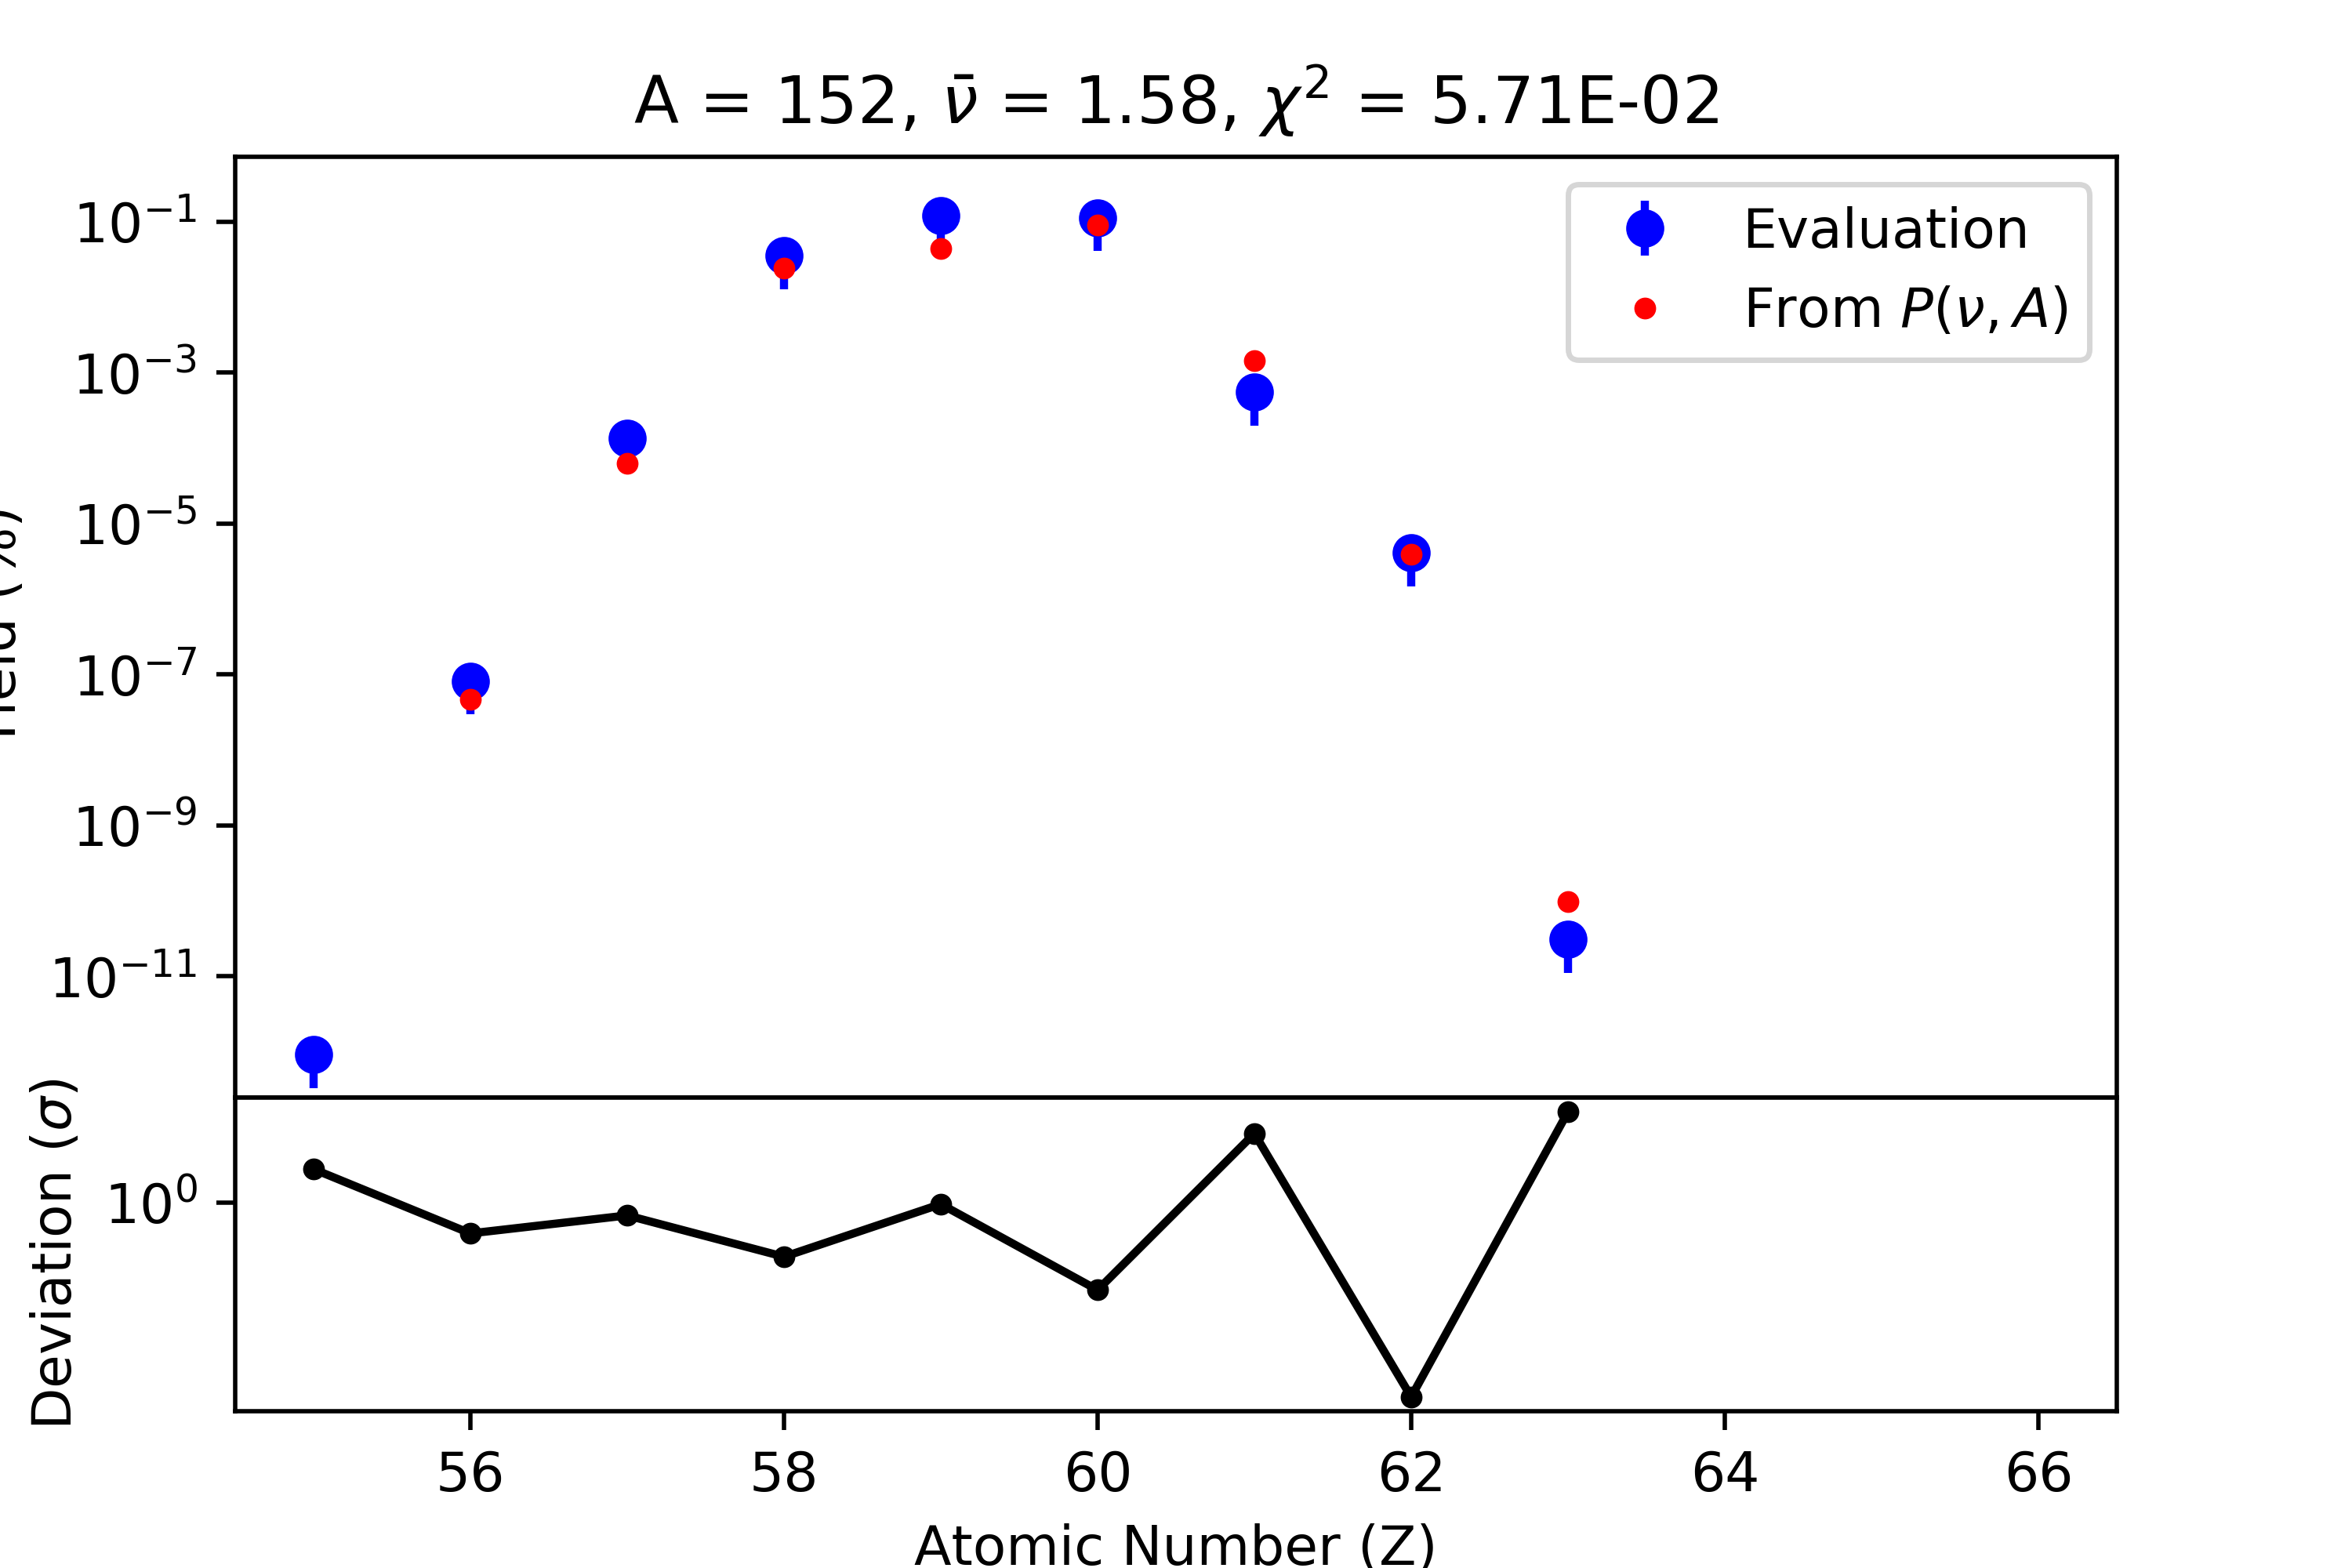 A = 152, ν̄ = 1.58, χ² = 5.71E-02
Evaluation
From P(ν, A)
10⁻¹
10⁻³
10⁻⁵
10⁻⁷
10⁻⁹
10⁻¹¹
(%)
10⁰
Deviation (σ)
56 58 60 62 64 66
Atomic Number (Z)